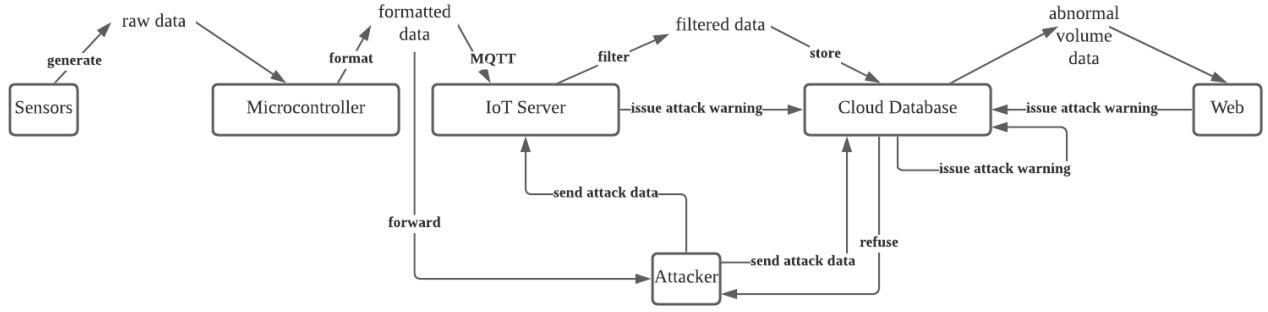 raw data
formatted
data
filtered data
abnormal
volume
data
generate
format
MQTT
filter
store
Sensors
Microcontroller
IoT Server
issue attack warning
Cloud Database
issue attack warning
Web
issue attack warning
send attack data
forward
refuse
send attack data
Attacker